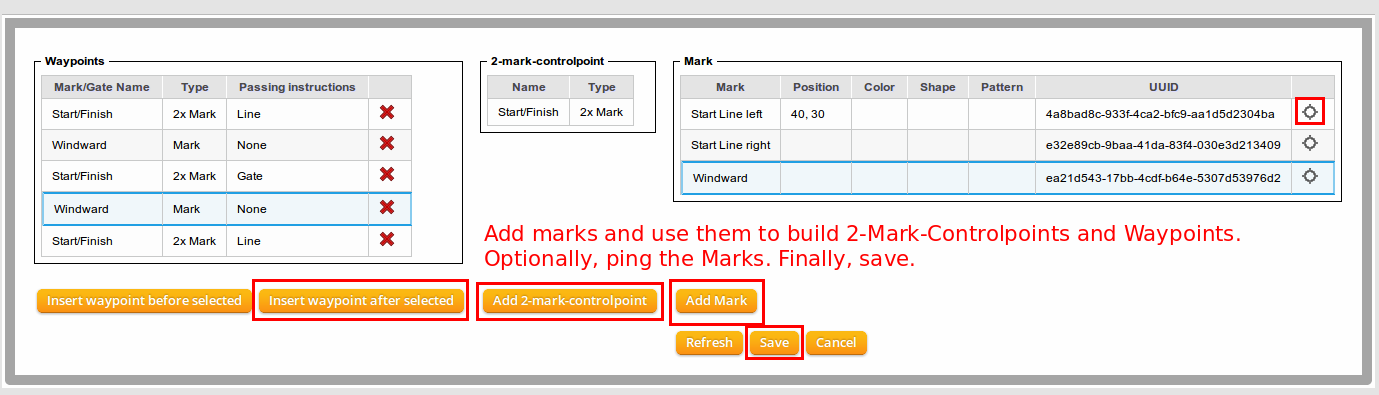 Waypoints
Mark/Gate Name Type Passing instructions
Start/Finish 2x Mark Line
Windward Mark None
Start/Finish 2x Mark Gate
Windward Mark None
Start/Finish 2x Mark Line
2-mark-controlpoint
Name Type
Start/Finish 2x Mark
Mark
Mark Position Color Shape Pattern UUID
Start Line left 40, 30 4a8bad8c-933f-4ca2-bfc9-aa1d5d2304ba
Start Line right e32e89cb-9baa-41da-83f4-030e3d213409
Windward ea21d543-17bb-4cdf-b64e-5307d53976d2
Add marks and use them to build 2-Mark-Controlpoints and Waypoints.
Optionally, ping the Marks. Finally, save.
Insert waypoint before selected Insert waypoint after selected Add 2-mark-controlpoint Add Mark
Refresh Save Cancel